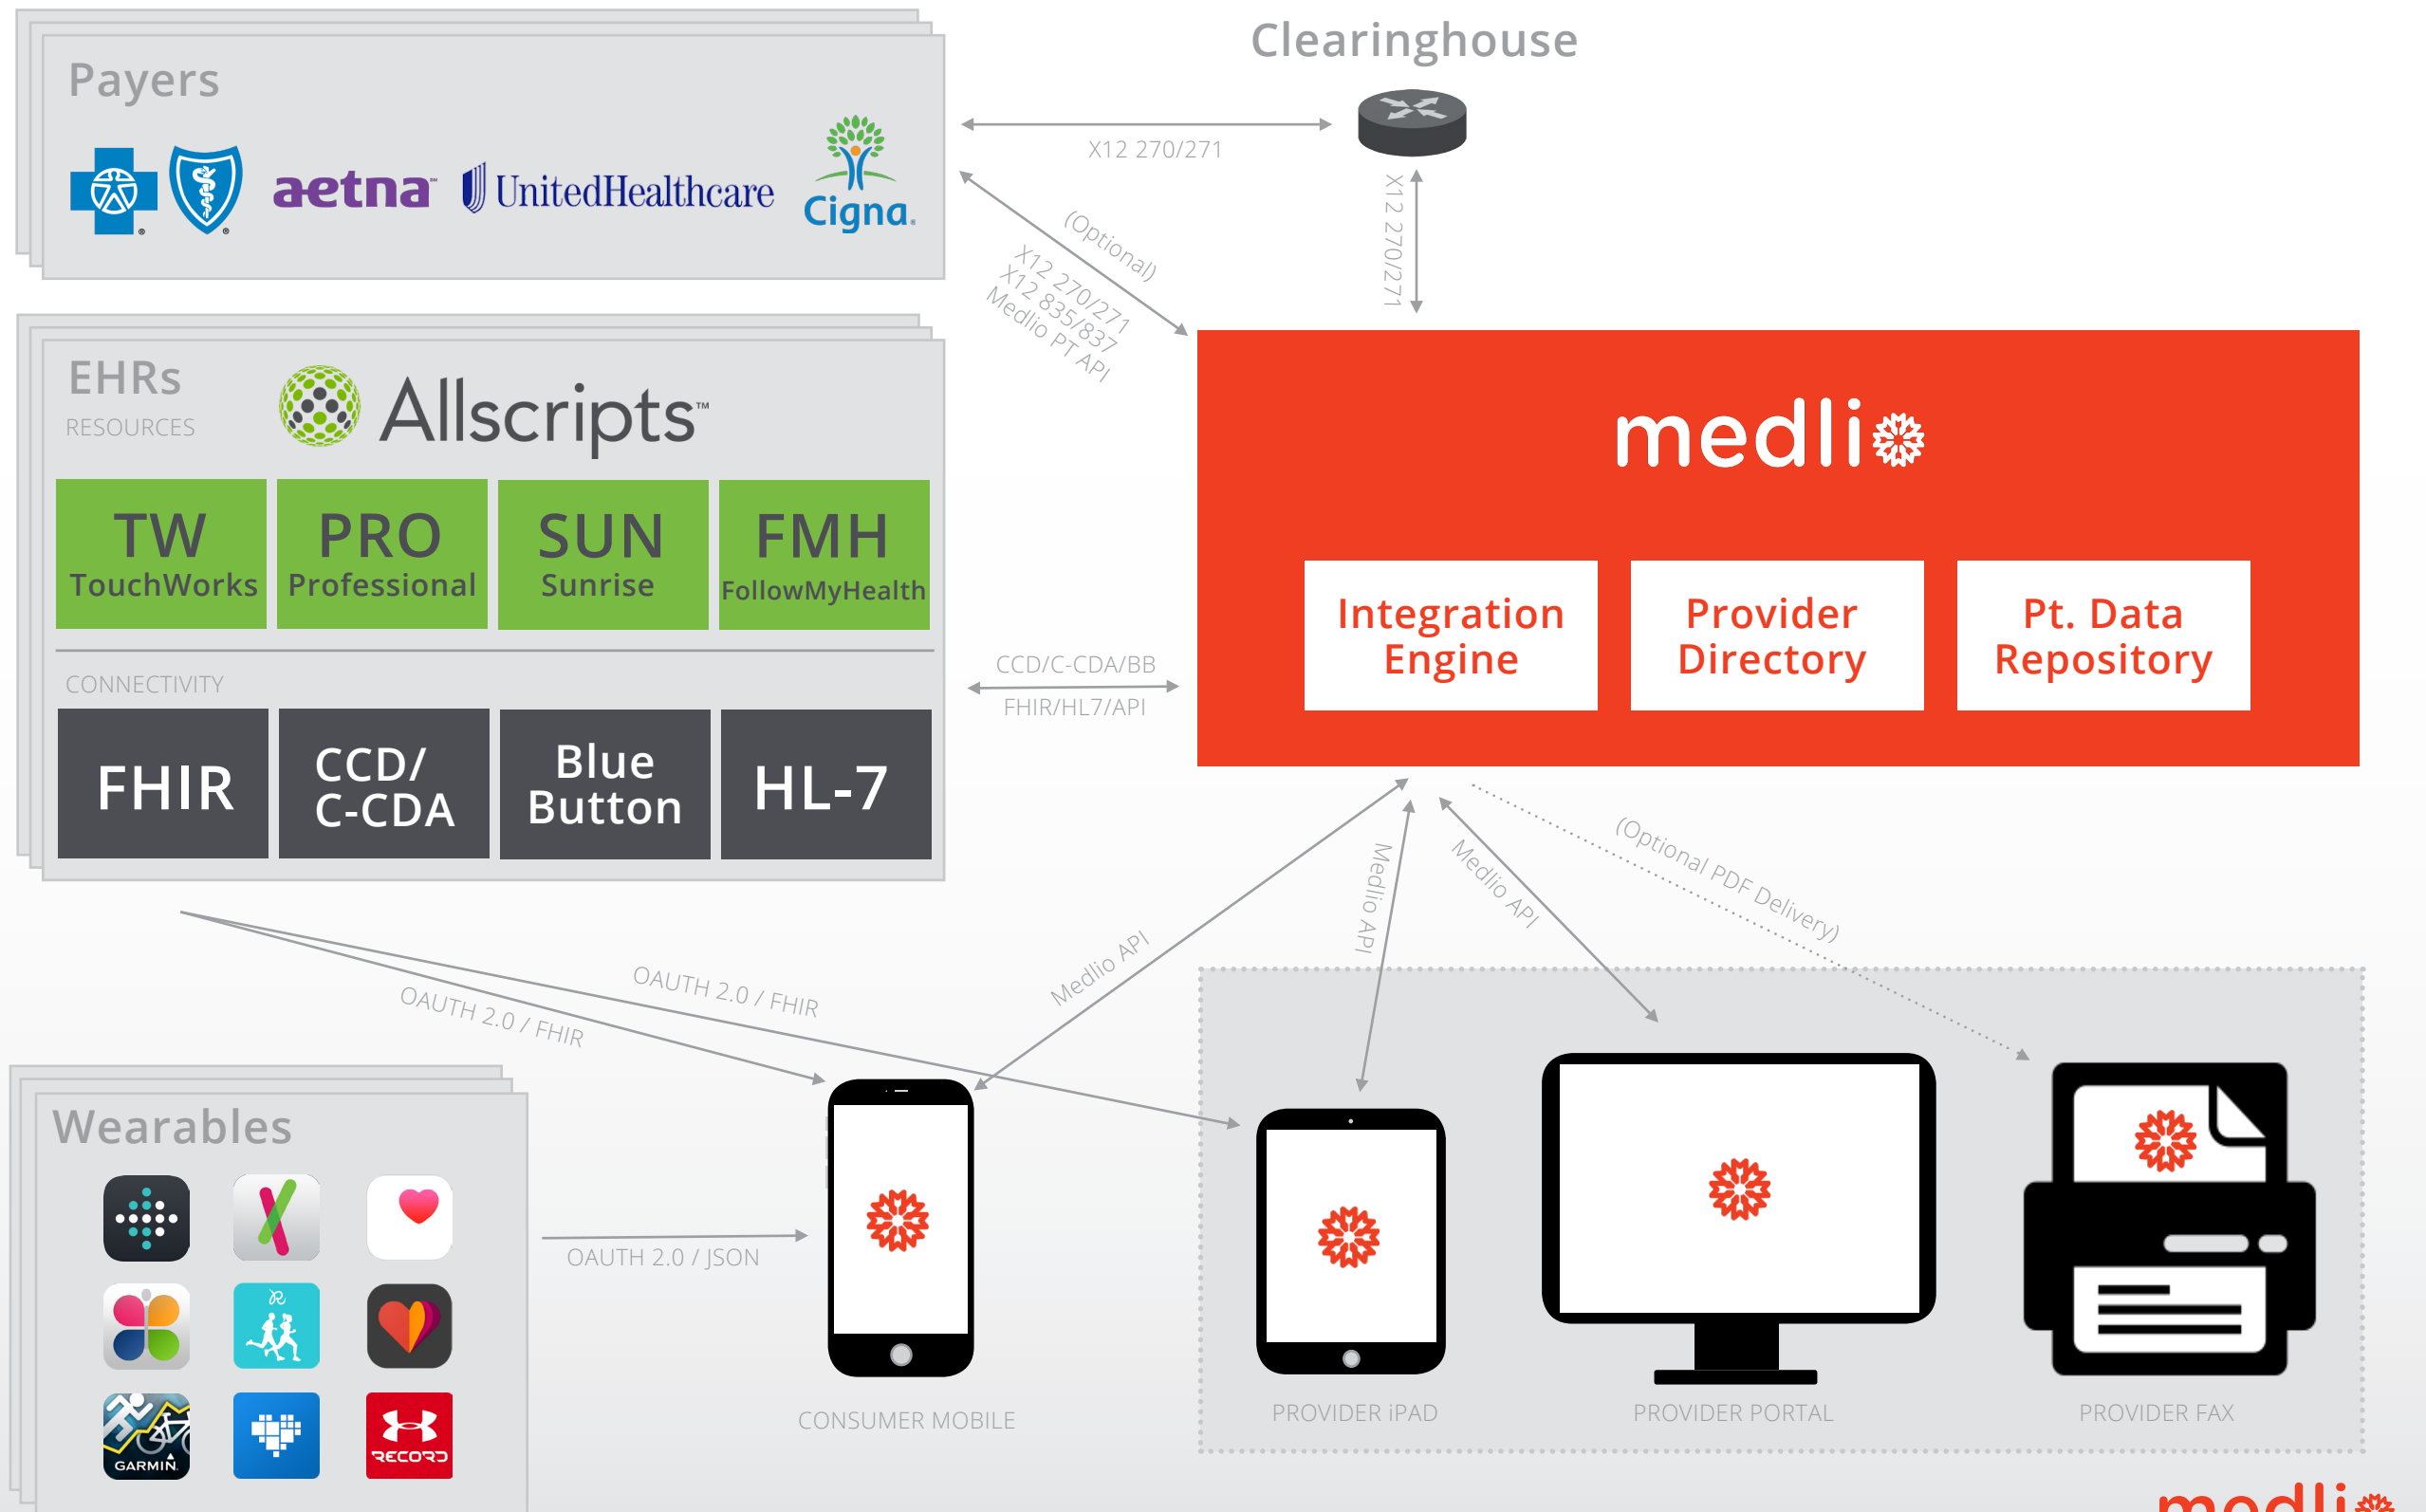 Payers
aetna
UnitedHealthcare
Cigna
Clearinghouse
X12 270/271
X12 270/271
(Optional)
X12 270/271
X12 835/837
Medlio PT API
EHRs
RESOURCES
Allscripts™
TW
TouchWorks
PRO
Professional
SUN
Sunrise
FMH
FollowMyHealth
CONNECTIVITY
FHIR
CCD/
C-CDA
Blue
Button
HL-7
CCD/C-CDA/BB
FHIR/HL7/API
medlio
Integration
Engine
Provider
Directory
Pt. Data
Repository
OAUTH 2.0 / FHIR
OAUTH 2.0 / FHIR
Medlio API
Medlio API
Medlio API
(Optional PDF Delivery)
Wearables
GARMIN
RECORD
OAUTH 2.0 / JSON
CONSUMER MOBILE
PROVIDER iPAD
PROVIDER PORTAL
PROVIDER FAX
medlio